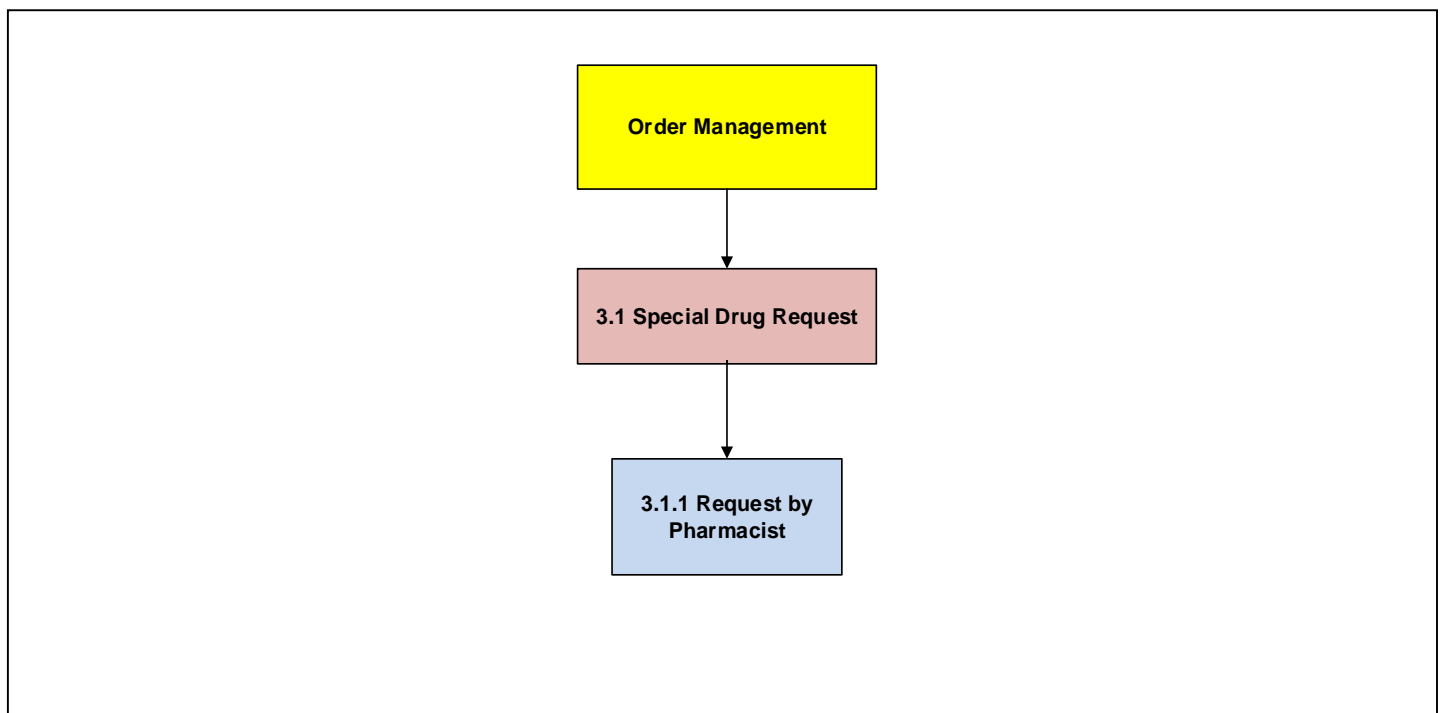 Order Management
3.1 Special Drug Request
3.1.1 Request by
Pharmacist